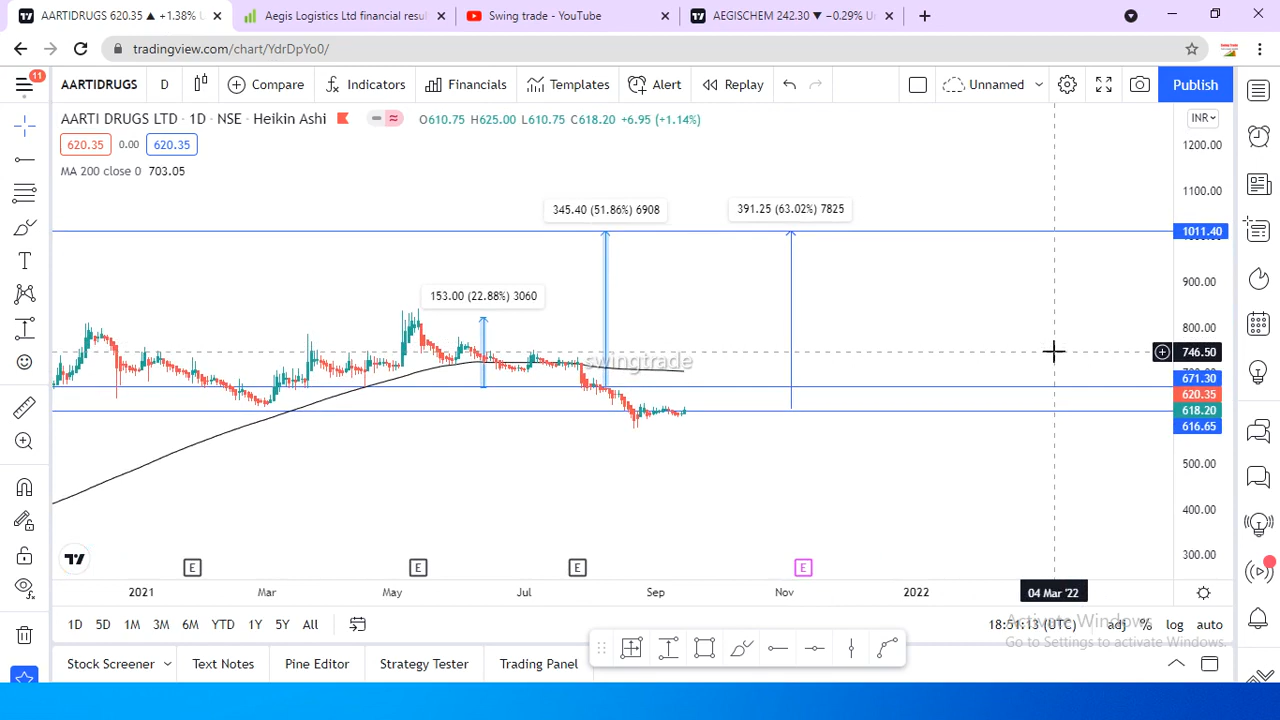 AARTIDRUGS 620.35 ▲ +1.38% U
Aegis Logistics Ltd financial resul
Swing trade - YouTube
AEGISCHEM 242.30 ▼ −0.29% U
tradingview.com/chart/YdrDpYo0/
11
AARTIDRUGS
D
Compare
Indicators
Financials
Templates
Alert
Replay
Unnamed
Publish
AARTI DRUGS LTD · 1D · NSE · Heikin Ashi
O610.75 H625.00 L610.75 C618.20 +6.95 (+1.14%)
INR
620.35
0.00
620.35
MA 200 close 0 703.05
1200.00
1100.00
345.40 (51.86%) 6908
391.25 (63.02%) 7825
1011.40
900.00
153.00 (22.88%) 3060
800.00
746.50
swingtrade
671.30
620.35
618.20
616.65
500.00
400.00
300.00
E
E
E
E
2021
Mar
May
Jul
Sep
Nov
2022
04 Mar '22
1D
5D
1M
3M
6M
YTD
1Y
5Y
All
18:51:13 (UTC)
adj
%
log
auto
Activate Windows
Go to Settings to activate Windows.
Stock Screener
Text Notes
Pine Editor
Strategy Tester
Trading Panel